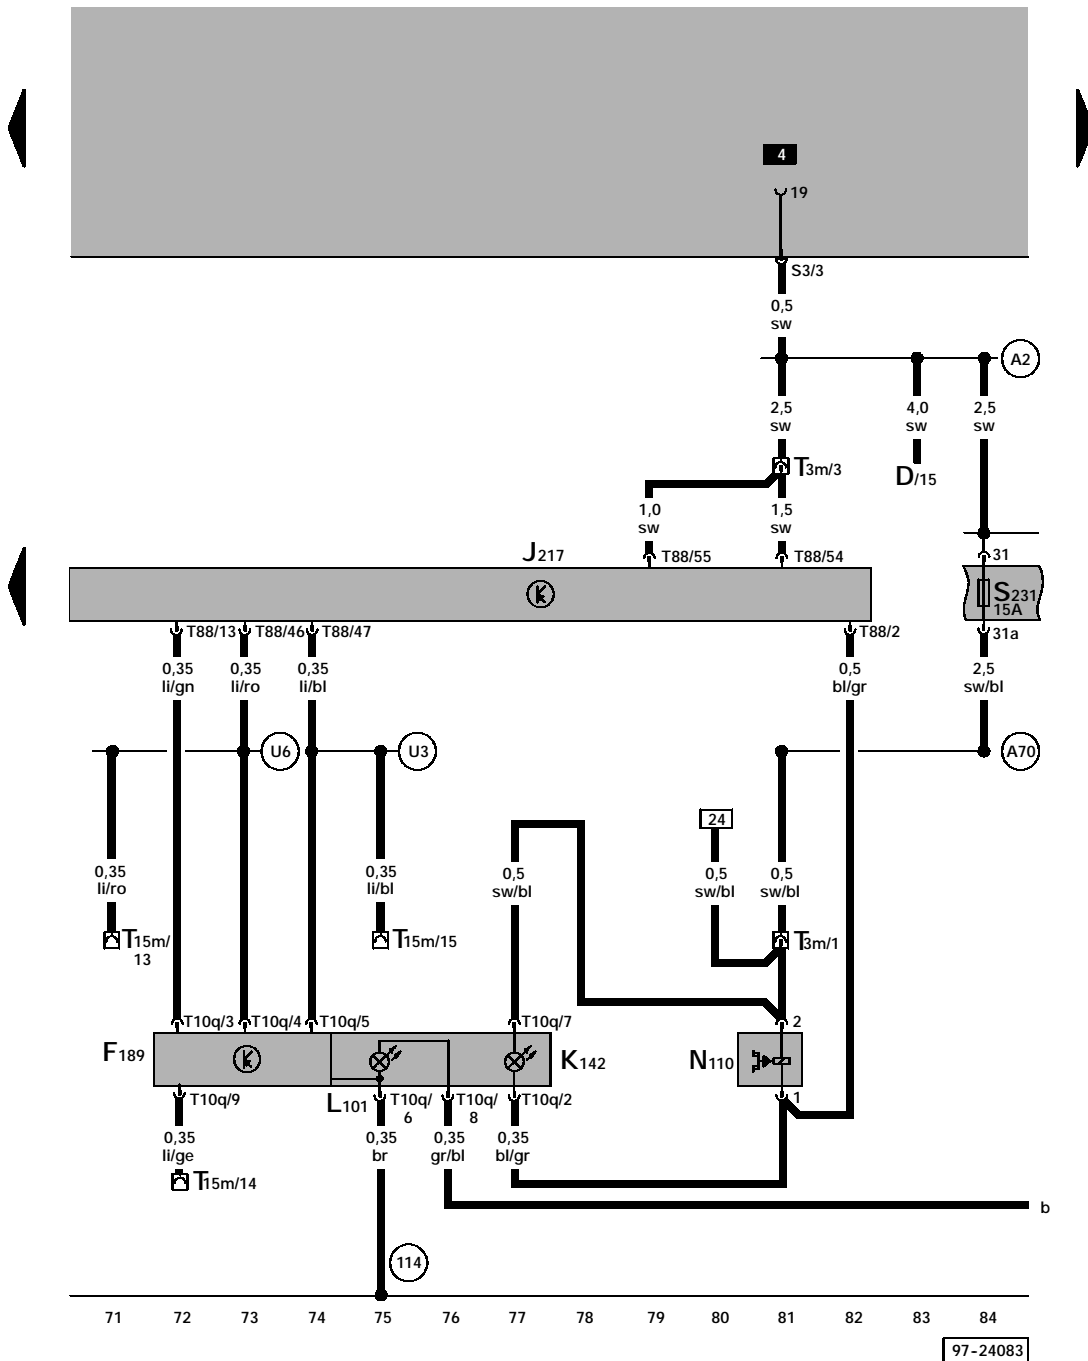 4
19
S3/3
0,5
sw
A2
2,5
sw
4,0
sw
2,5
sw
T3m/3
D/15
1,0
sw
1,5
sw
J217
T88/55
T88/54
31
S231
15A
T88/13
T88/46
T88/47
T88/2
31a
0,35
li/gn
0,35
li/ro
0,35
li/bl
0,5
bl/gr
2,5
sw/bl
U6
U3
A70
24
0,35
li/ro
0,35
li/bl
0,5
sw/bl
0,5
sw/bl
0,5
sw/bl
T15m/
13
T15m/15
T3m/1
T10q/3
T10q/4
T10q/5
T10q/7
2
F189
K142
N110
T10q/9
L101
T10q/
6
T10q/
8
T10q/2
1
0,35
li/ge
0,35
br
0,35
gr/bl
0,35
bl/gr
T15m/14
b
114
71 72 73 74 75 76 77 78 79 80 81 82 83 84
97-24083